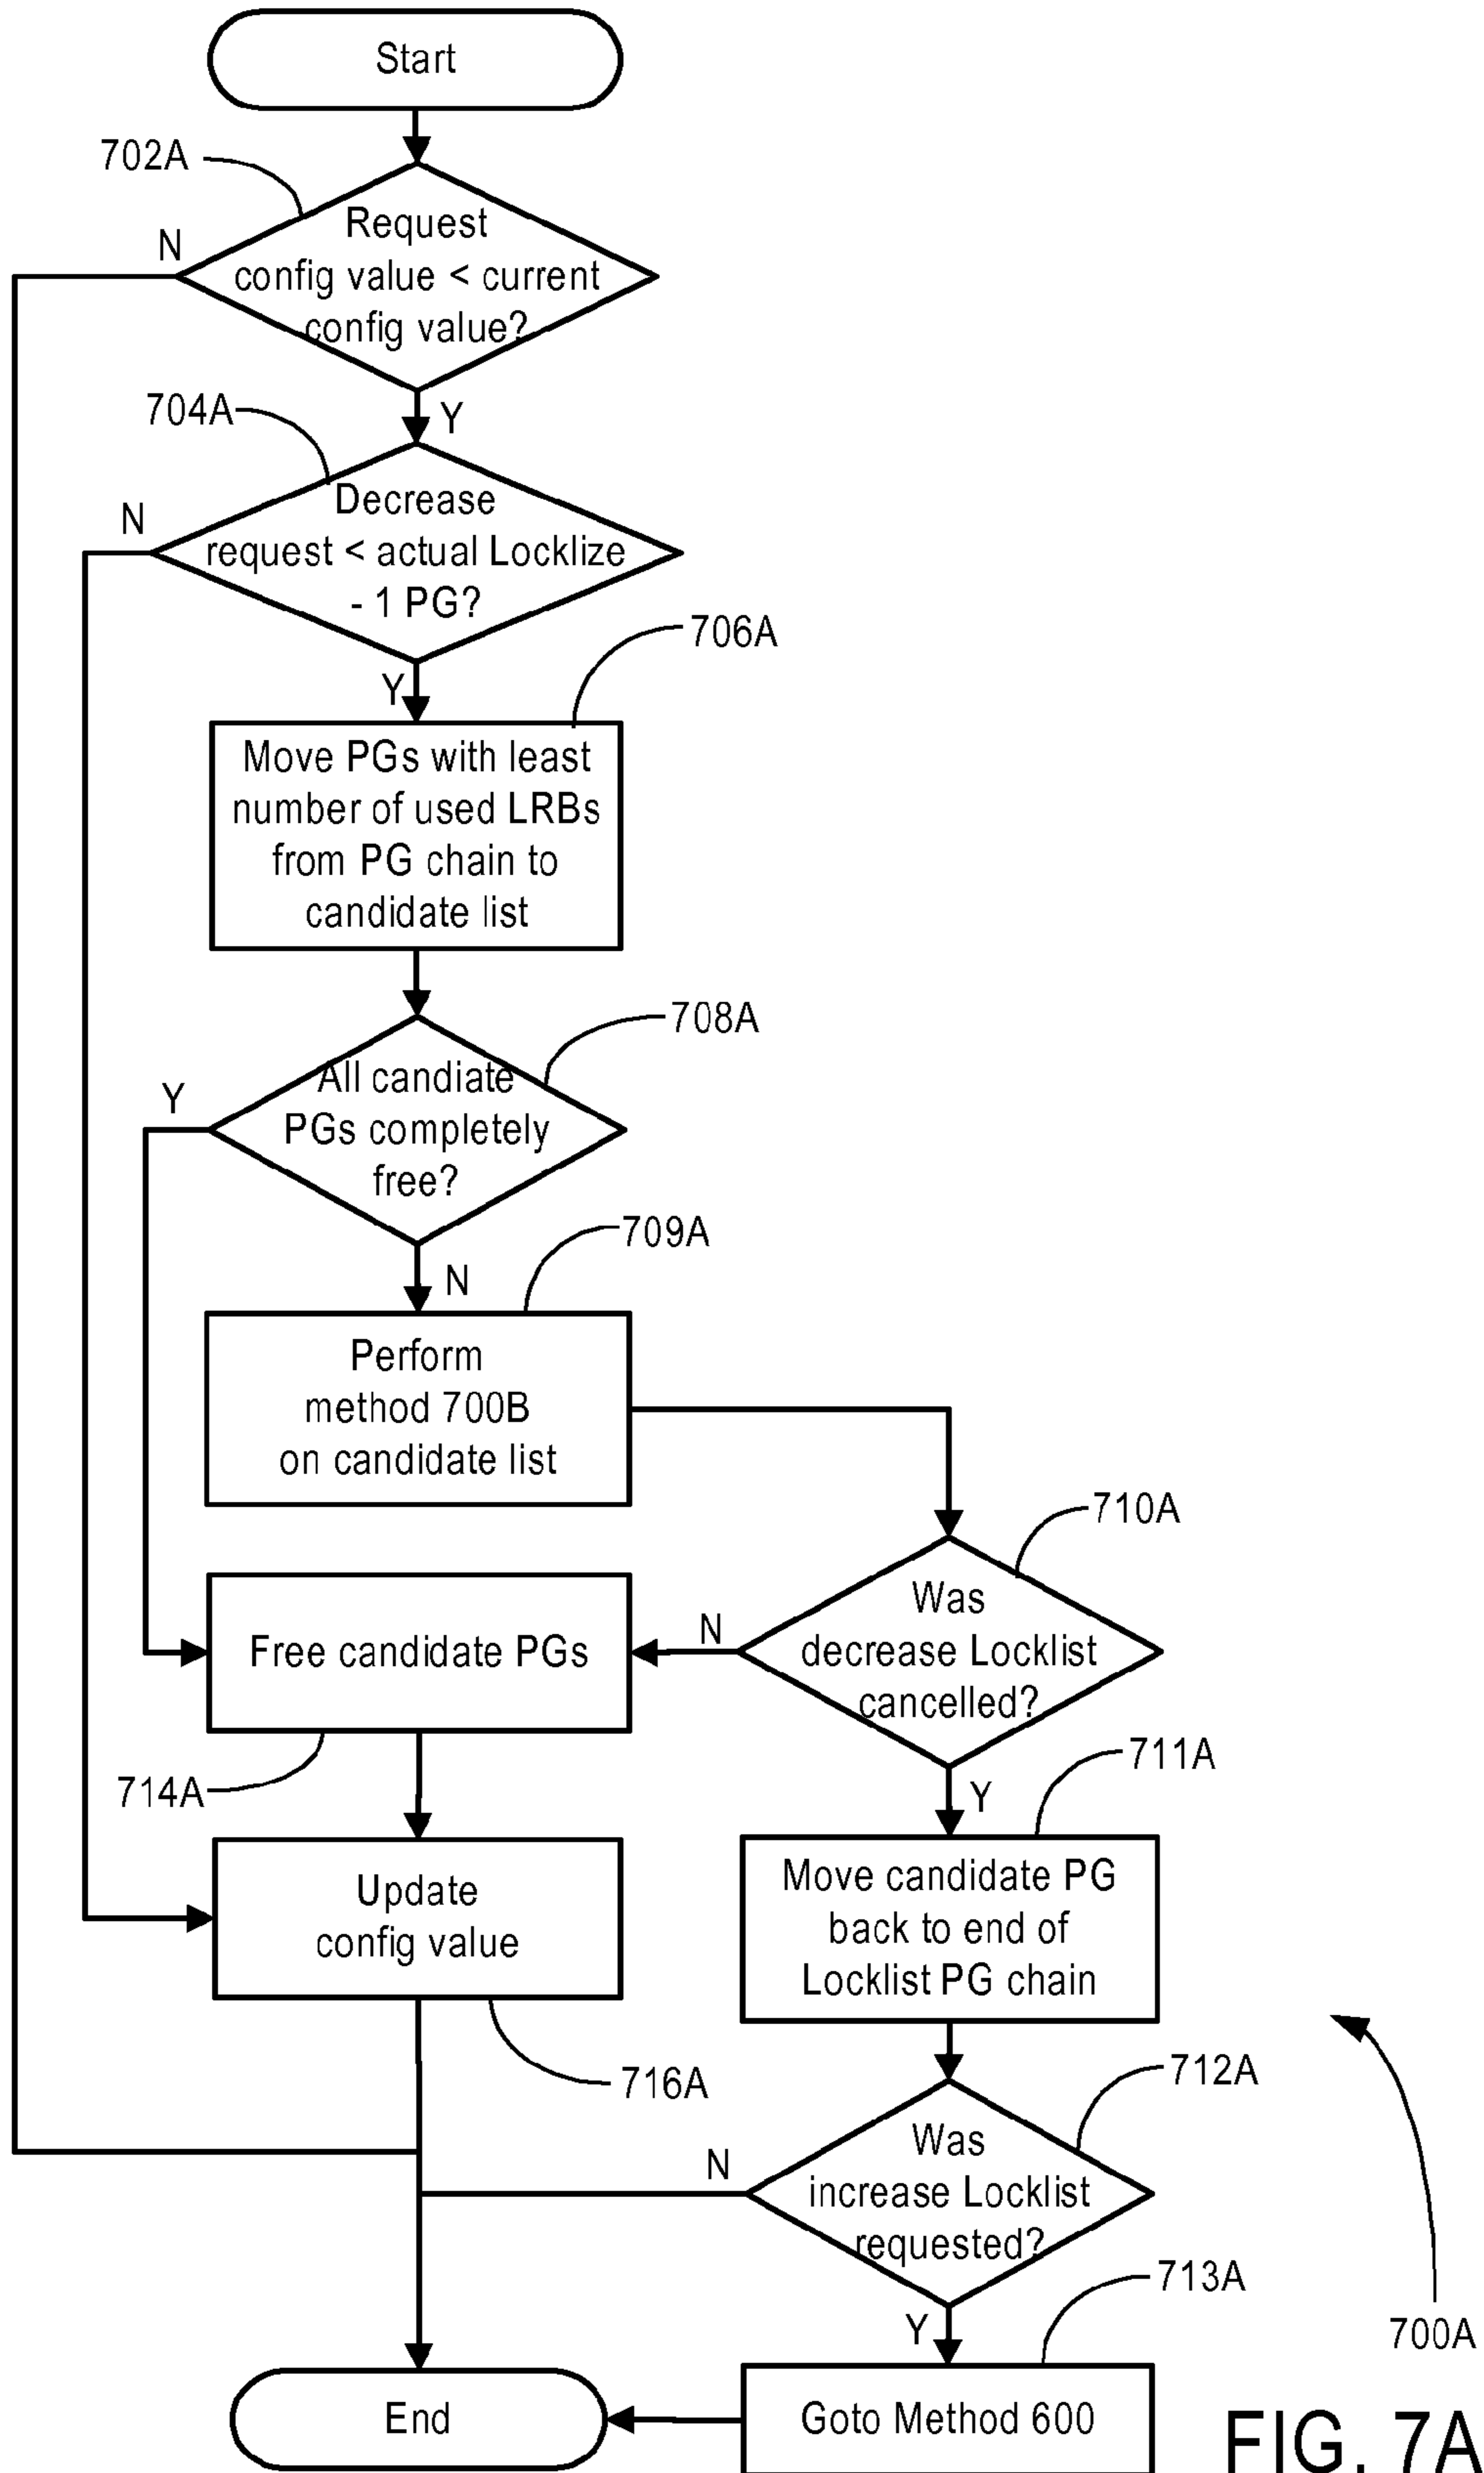 Start
702A
Request
config value < current
config value?
N
Y
704A
Decrease
request < actual Locklize
- 1 PG?
N
Y
706A
Move PGs with least
number of used LRBs
from PG chain to
candidate list
708A
All candiate
PGs completely
free?
Y
N
709A
Perform
method 700B
on candidate list
710A
Was
decrease Locklist
cancelled?
N
Y
Free candidate PGs
714A
711A
Move candidate PG
back to end of
Locklist PG chain
Update
config value
716A
712A
Was
increase Locklist
requested?
N
Y
713A
Goto Method 600
End
700A
FIG. 7A